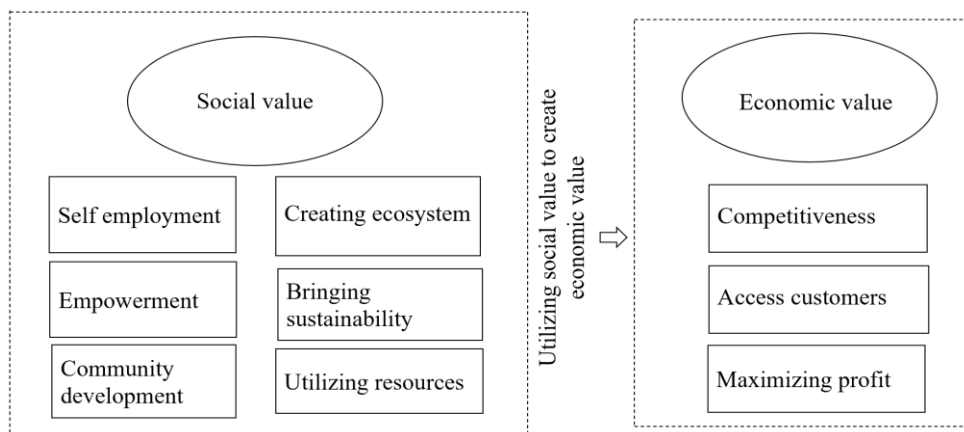 Social value
Self employment
Creating ecosystem
Empowerment
Bringing
sustainability
Community
development
Utilizing resources
Utilizing social value to create
economic value
Economic value
Competitiveness
Access customers
Maximizing profit